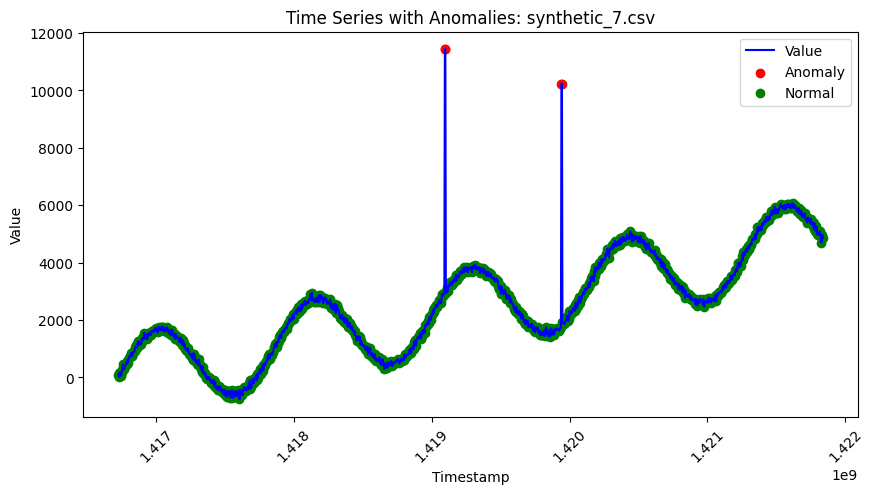 Time Series with Anomalies: synthetic_7.csv
12000
10000
8000
6000
4000
2000
0
Value
Value
Anomaly
Normal
1.417
1.418
1.419
1.420
1.421
1.422
1e9
Timestamp